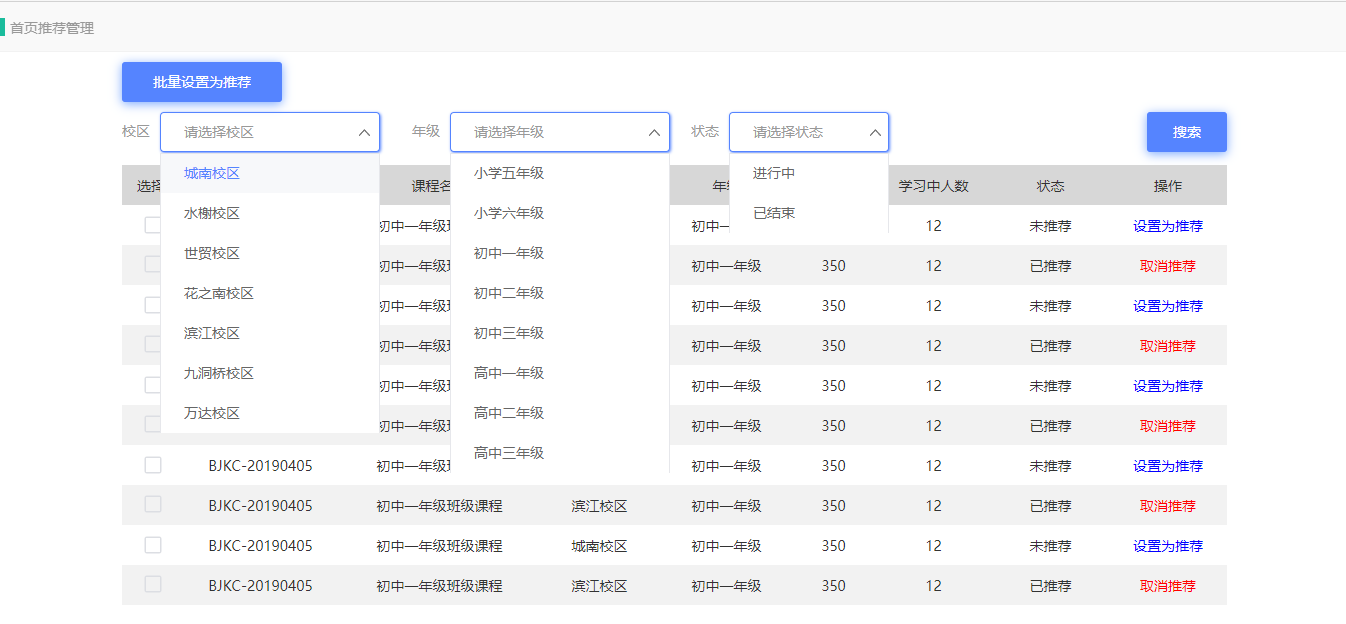 首页推荐管理
批量设置为推荐
校区 请选择校区 年级 请选择年级 状态 请选择状态 搜索
城南校区 小学五年级 进行中
选择 课程名 年级 学习中人数 状态 操作
水榭校区 小学六年级 已结束
初中一年级班 初中一 12 未推荐 设置为推荐
世贸校区 初中一年级
初中一年级班 初中一年级 350 12 已推荐 取消推荐
花之南校区 初中二年级
初中一年级班 初中一年级 350 12 未推荐 设置为推荐
滨江校区 初中三年级
初中一年级班 初中一年级 350 12 已推荐 取消推荐
九洞桥校区 高中一年级
初中一年级班 初中一年级 350 12 未推荐 设置为推荐
万达校区 高中二年级
初中一年级班 初中一年级 350 12 已推荐 取消推荐
高中三年级
BJKC-20190405 初中一年级班 初中一年级 350 12 未推荐 设置为推荐
BJKC-20190405 初中一年级班级课程 滨江校区 初中一年级 350 12 已推荐 取消推荐
BJKC-20190405 初中一年级班级课程 城南校区 初中一年级 350 12 未推荐 设置为推荐
BJKC-20190405 初中一年级班级课程 滨江校区 初中一年级 350 12 已推荐 取消推荐